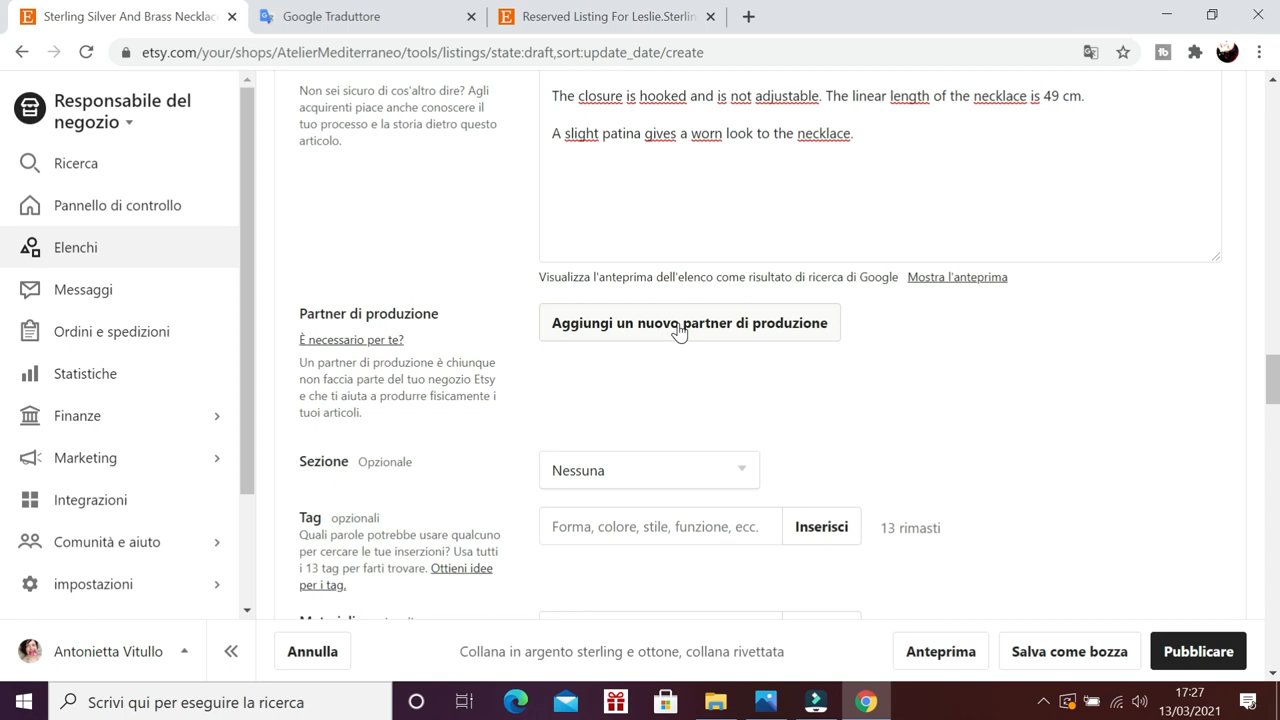 Sterling Silver And Brass Necklac
Google Traduttore
Reserved Listing For Leslie.Sterlin
etsy.com/your/shops/AtelierMediterraneo/tools/listings/state:draft,sort:update_date/create
Responsabile del
negozio
Ricerca
Pannello di controllo
Elenchi
Messaggi
Ordini e spedizioni
Statistiche
Finanze
Marketing
Integrazioni
Comunità e aiuto
impostazioni
Antonietta Vitullo
Non sei sicuro di cos'altro dire? Agli
acquirenti piace anche conoscere il
tuo processo e la storia dietro questo
articolo.
The closure is hooked and is not adjustable. The linear length of the necklace is 49 cm.
A slight patina gives a worn look to the necklace.
Visualizza l'anteprima dell'elenco come risultato di ricerca di Google Mostra l'anteprima
Partner di produzione
È necessario per te?
Un partner di produzione è chiunque
non faccia parte del tuo negozio Etsy
e che ti aiuta a produrre fisicamente i
tuoi articoli.
Aggiungi un nuovo partner di produzione
Sezione Opzionale
Nessuna
Tag opzionali
Quali parole potrebbe usare qualcuno
per cercare le tue inserzioni? Usa tutti
i 13 tag per farti trovare. Ottieni idee
per i tag.
Forma, colore, stile, funzione, ecc.
Inserisci
13 rimasti
Annulla
Collana in argento sterling e ottone, collana rivettata
Anteprima
Salva come bozza
Pubblicare
Scrivi qui per eseguire la ricerca
17:27
13/03/2021